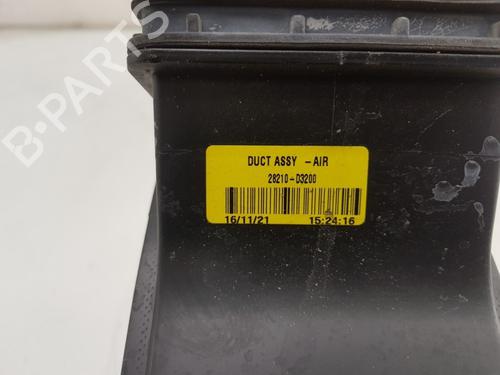 B-PARTS
DUCT ASSY - AIR
28210-D3200
16/11/21 15:24:16